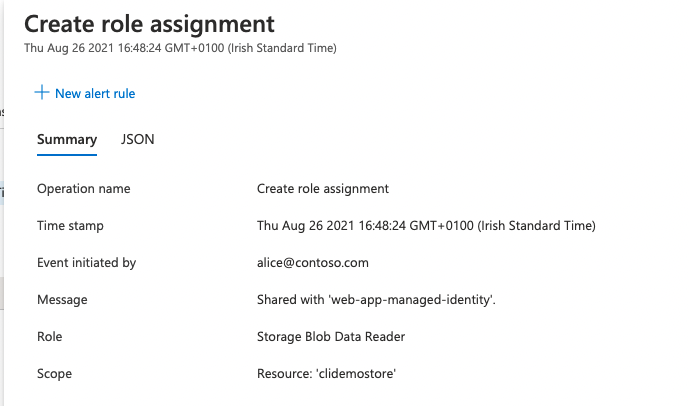 Create role assignment
Thu Aug 26 2021 16:48:24 GMT+0100 (Irish Standard Time)
New alert rule
Summary JSON
Operation name Create role assignment
Time stamp Thu Aug 26 2021 16:48:24 GMT+0100 (Irish Standard Time)
Event initiated by alice@contoso.com
Message Shared with 'web-app-managed-identity'.
Role Storage Blob Data Reader
Scope Resource: 'clidemostore'